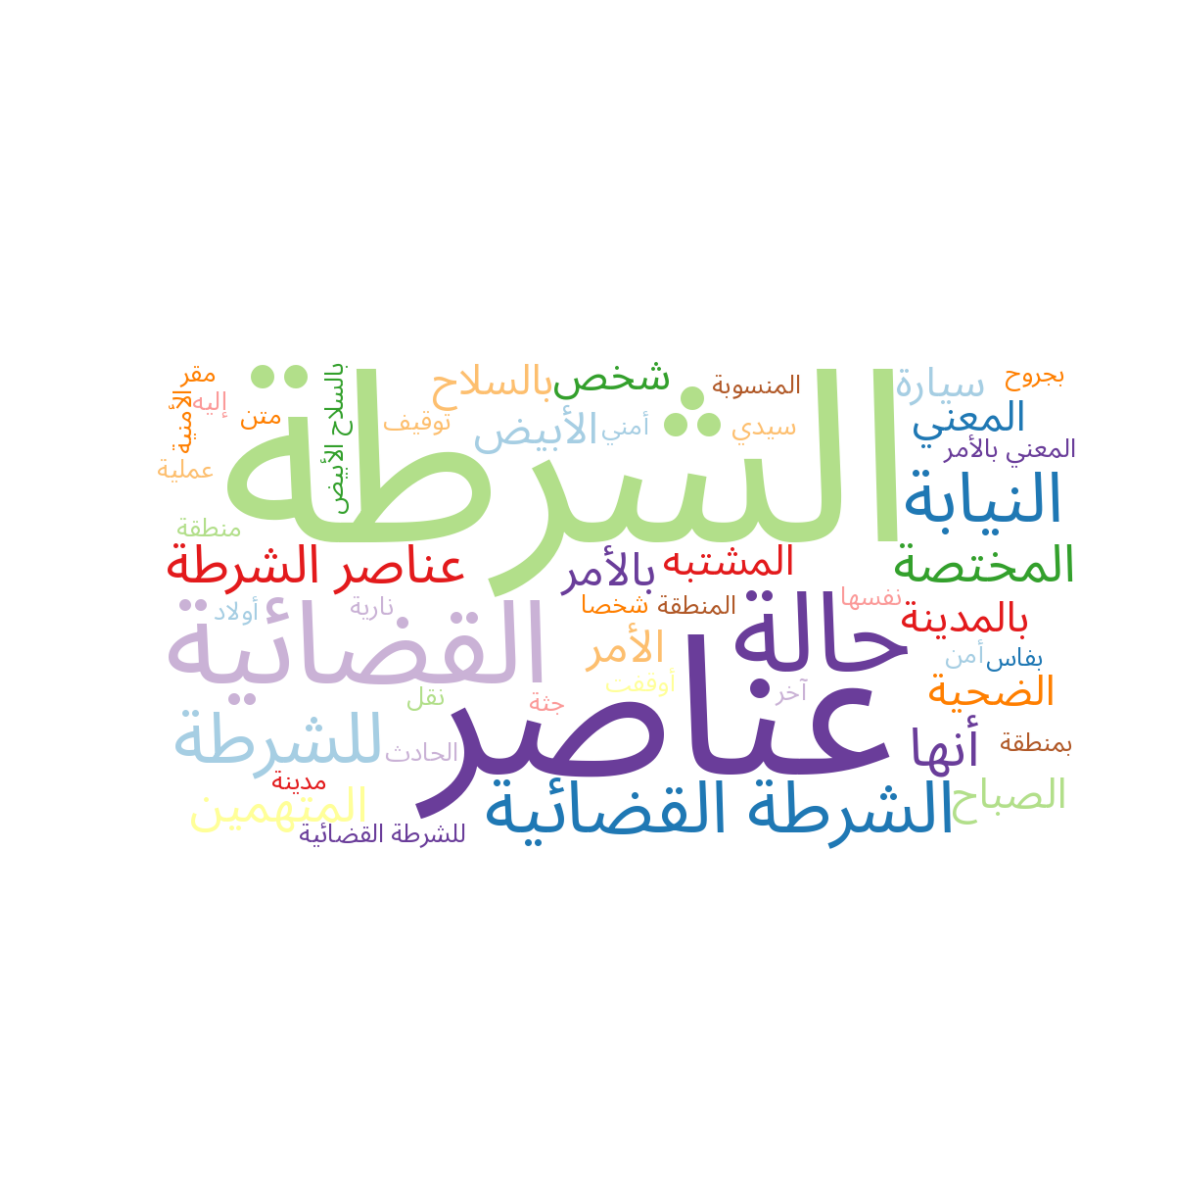 بجروح
سيارة
المنسوبة
شخص
بالسلاح
بالسلاح الأبيض
مقر
إليه
الأمنية
متن
المعني
سيدي
أمني
الأبيض
توقيف
الشرطة
المعني بالأمر
عملية
النيابة
منطقة
المختصة
المشتبه
بالأمر
عناصر الشرطة
نفسها
المنطقة
شخصا
نارية
أولاد
بالمدينة
حالة
القضائية
الأمر
بفاس
أمن
الضحية
آخر
أوقفت
جثة
نقل
عناصر
بمنطقة
أنها
الحادث
للشرطة
مدينة
الصباح
الشرطة القضائية
المتهمين
للشرطة القضائية